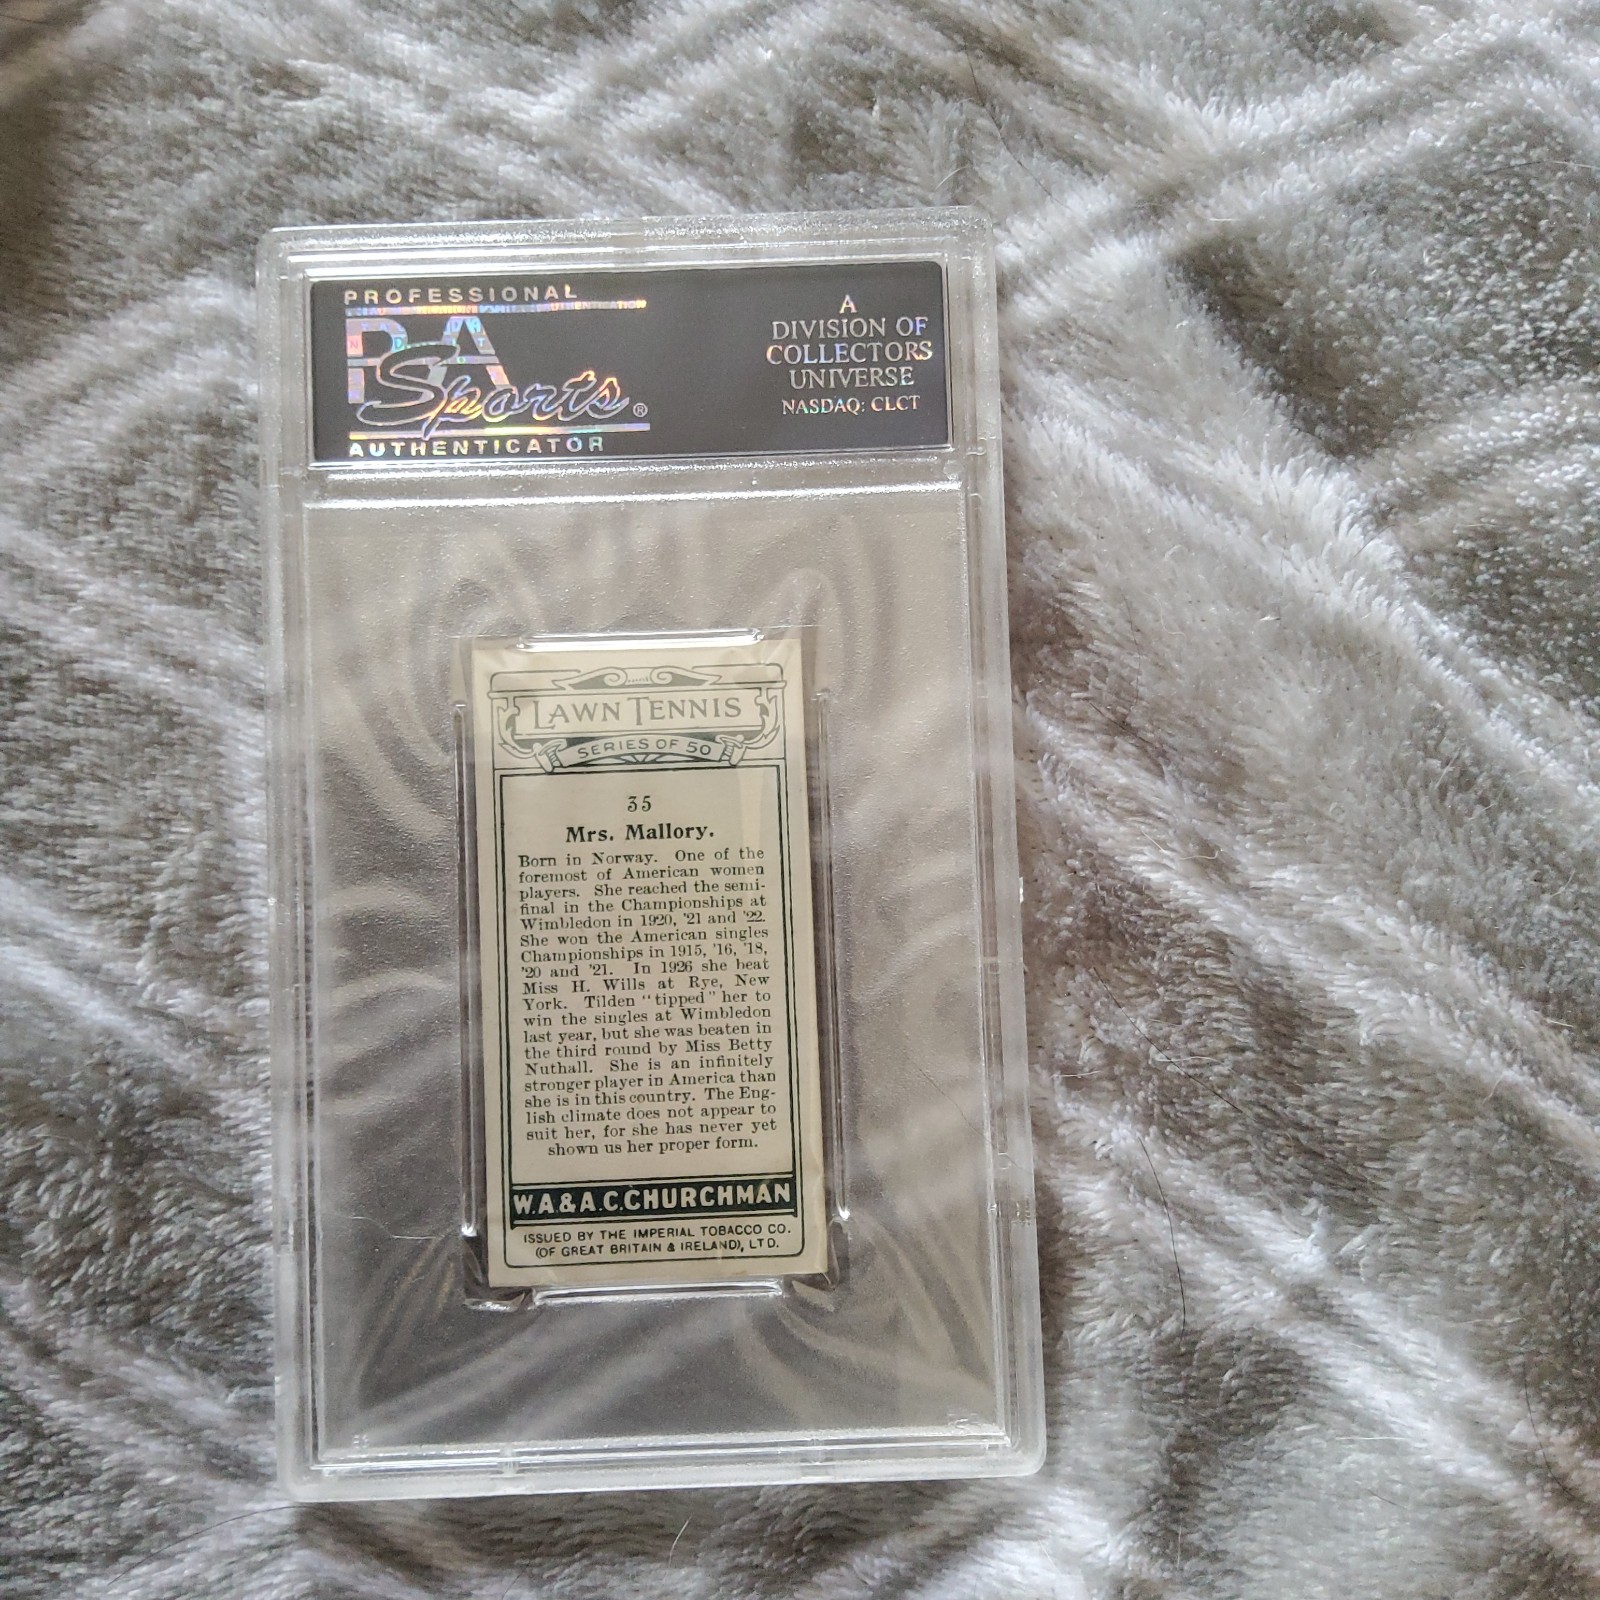 PROFESSIONAL
PSA
Sports®
AUTHENTICATOR
A
DIVISION OF
COLLECTORS
UNIVERSE
NASDAQ: CLCT
LAWN TENNIS
SERIES OF 50
35
Mrs. Mallory.
Born in Norway. One of the
foremost of American women
players. She reached the semi-
final in the Championships at
Wimbledon in 1920, '21 and '22.
She won the American singles
Championships in 1915, '16, '18,
'20 and '21. In 1926 she beat
Miss H. Wills at Rye, New
York. Tilden "tipped" her to
win the singles at Wimbledon
last year, but she was beaten in
the third round by Miss Betty
Nuthall. She is an infinitely
stronger player in America than
she is in this country. The Eng-
lish climate does not appear to
suit her, for she has never yet
shown us her proper form.
W.A. & A.C. CHURCHMAN
ISSUED BY THE IMPERIAL TOBACCO CO.
(OF GREAT BRITAIN & IRELAND), LTD.